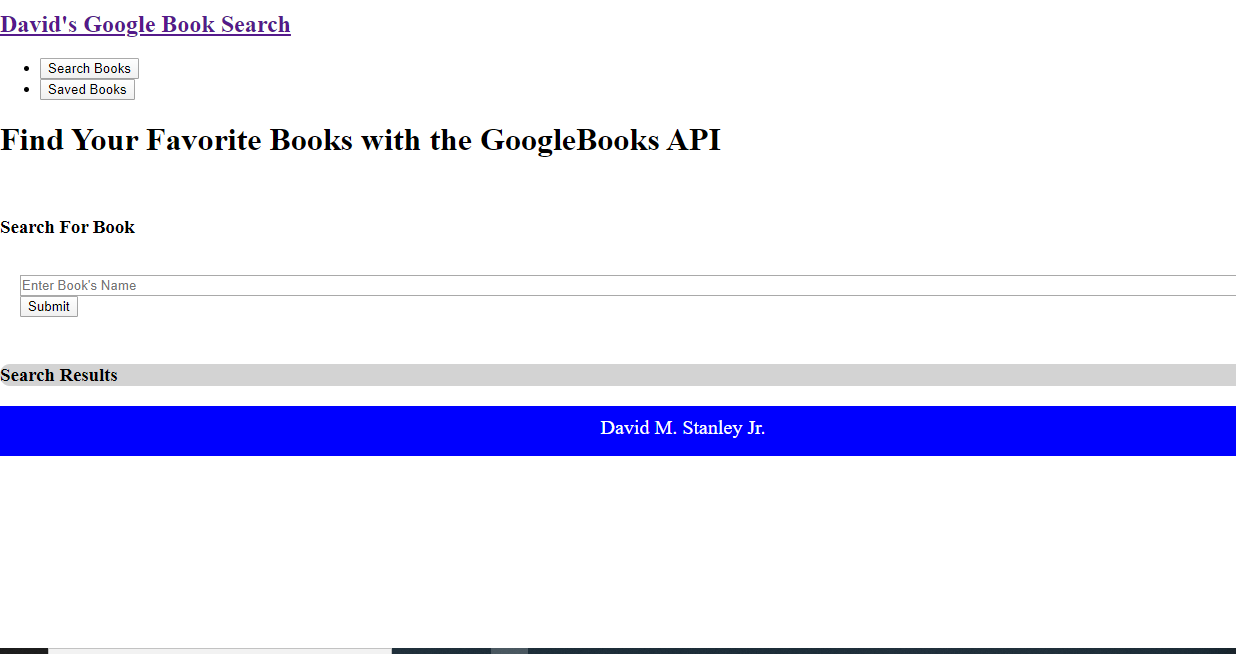 David's Google Book Search
Search Books
Saved Books
Find Your Favorite Books with the GoogleBooks API
Search For Book
Enter Book's Name
Submit
Search Results
David M. Stanley Jr.